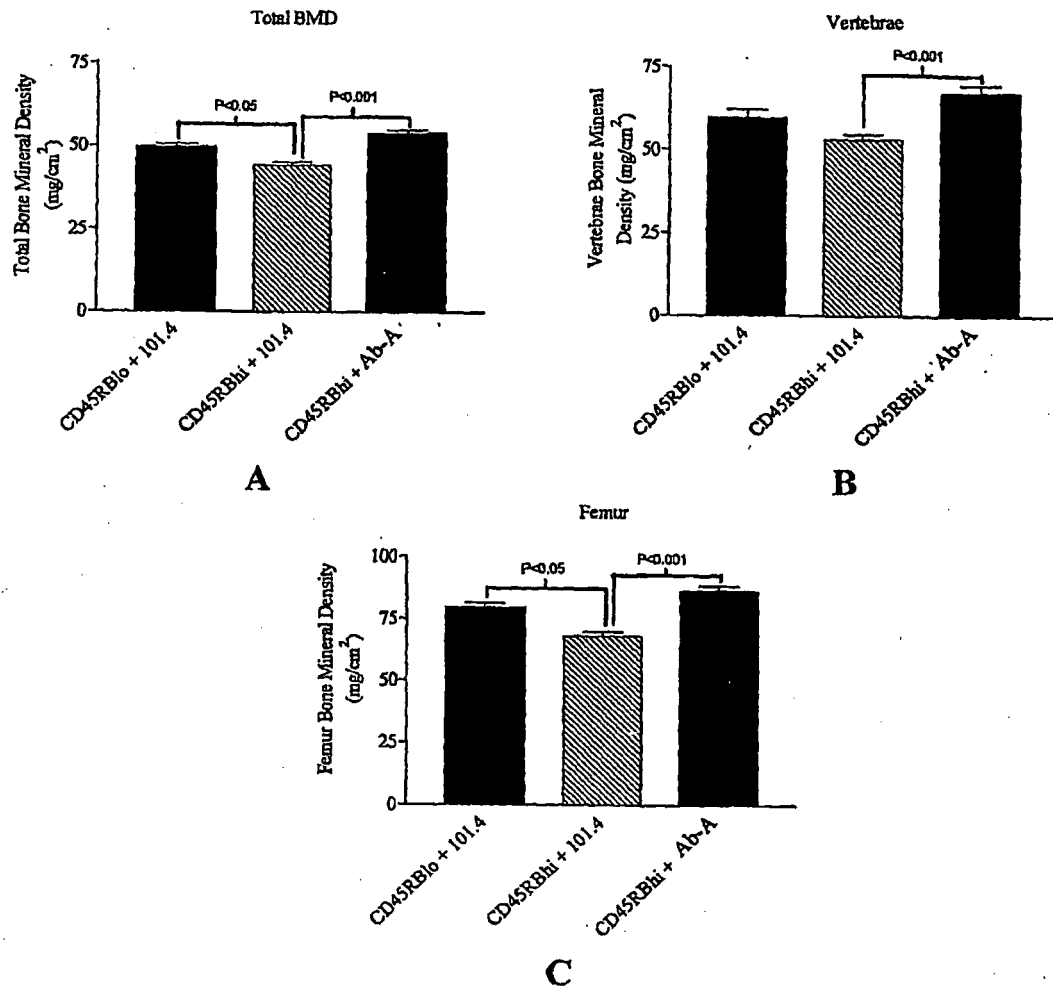 Total BMD
Total Bone Mineral Density
(mg/cm²)
75
50
25
0
P<0.05
P<0.001
CD45RBlo + 101.4
CD45RBhi + 101.4
CD45RBhi + Ab-A
A
Vertebrae
Vertebrae Bone Mineral
Density (mg/cm²)
75
50
25
0
P<0.001
CD45RBlo + 101.4
CD45RBhi + 101.4
CD45RBhi + Ab-A
B
Femur
Femur Bone Mineral Density
(mg/cm²)
100
75
50
25
0
P<0.05
P<0.001
CD45RBlo + 101.4
CD45RBhi + 101.4
CD45RBhi + Ab-A
C